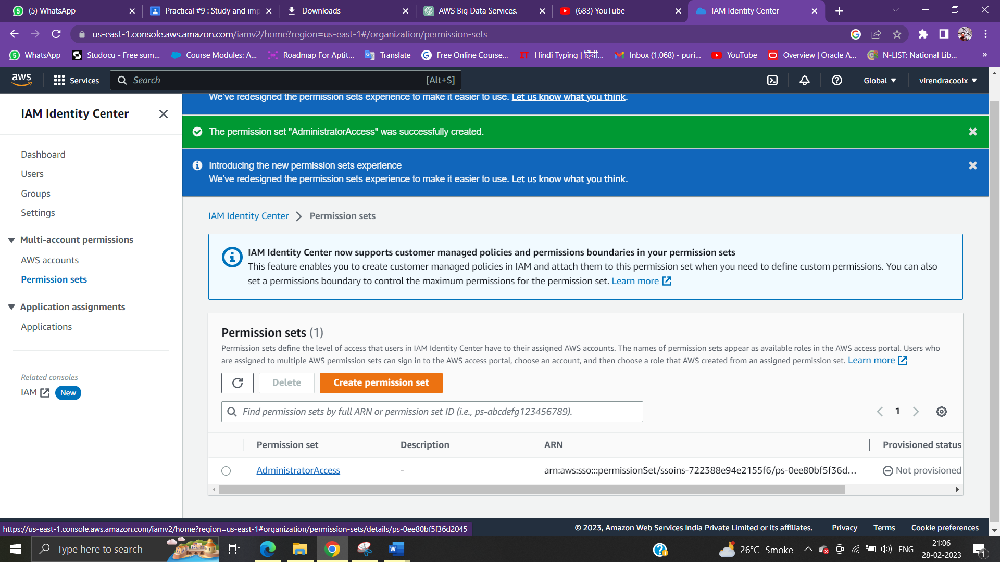 (5) WhatsApp
Practical #9 : Study and imp
Downloads
AWS Big Data Services.
(683) YouTube
IAM Identity Center
us-east-1.console.aws.amazon.com/iamv2/home?region=us-east-1#/organization/permission-sets
WhatsApp
Studocu - Free sum...
Course Modules: A...
Roadmap For Aptit...
Translate
Free Online Course...
Hindi Typing | हिंदी...
Inbox (1,068) - puri...
YouTube
Overview | Oracle A...
N-LIST: National Lib...
»
aws
Services
Search
[Alt+S]
Global
virendracoolx
IAM Identity Center
Dashboard
Users
Groups
Settings
Multi-account permissions
AWS accounts
Permission sets
Application assignments
Applications
Related consoles
IAM New
We've redesigned the permission sets experience to make it easier to use. Let us know what you think.
The permission set "AdministratorAccess" was successfully created.
Introducing the new permission sets experience
We've redesigned the permission sets experience to make it easier to use. Let us know what you think.
IAM Identity Center > Permission sets
IAM Identity Center now supports customer managed policies and permissions boundaries in your permission sets
This feature enables you to create customer managed policies in IAM and attach them to this permission set when you need to define custom permissions. You can also
set a permissions boundary to control the maximum permissions for the permission set. Learn more
Permission sets (1)
Permission sets define the level of access that users in IAM Identity Center have to their assigned AWS accounts. The names of permission sets appear as available roles in the AWS access portal. Users who
are assigned to multiple AWS permission sets can sign in to the AWS access portal, choose an account, and then choose a role that AWS created from an assigned permission set. Learn more
Delete
Create permission set
Find permission sets by full ARN or permission set ID (i.e., ps-abcdefg123456789).
1
Permission set
Description
ARN
Provisioned status
AdministratorAccess
-
arn:aws:sso:::permissionSet/ssoins-722388e94e2155f6/ps-0ee80bf5f36d...
Not provisioned
https://us-east-1.console.aws.amazon.com/iamv2/home?region=us-east-1#organization/permission-sets/details/ps-0ee80bf5f36d2045
© 2023, Amazon Web Services India Private Limited or its affiliates.
Privacy
Terms
Cookie preferences
Type here to search
26°C Smoke
ENG
21:06
28-02-2023
1